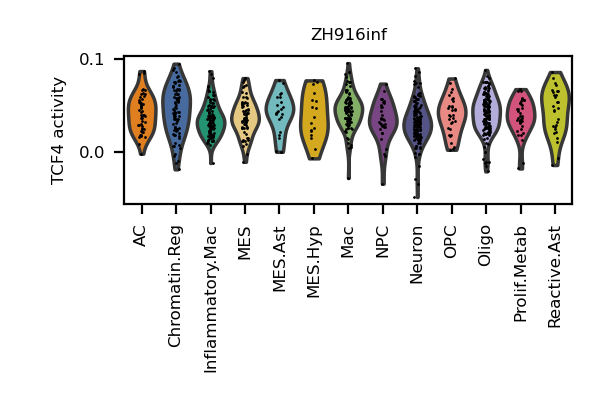 ZH916inf
TCF4 activity
0.1
0.0
AC
Chromatin.Reg
Inflammatory.Mac
MES
MES.Ast
MES.Hyp
Mac
NPC
Neuron
OPC
Oligo
Prolif.Metab
Reactive.Ast